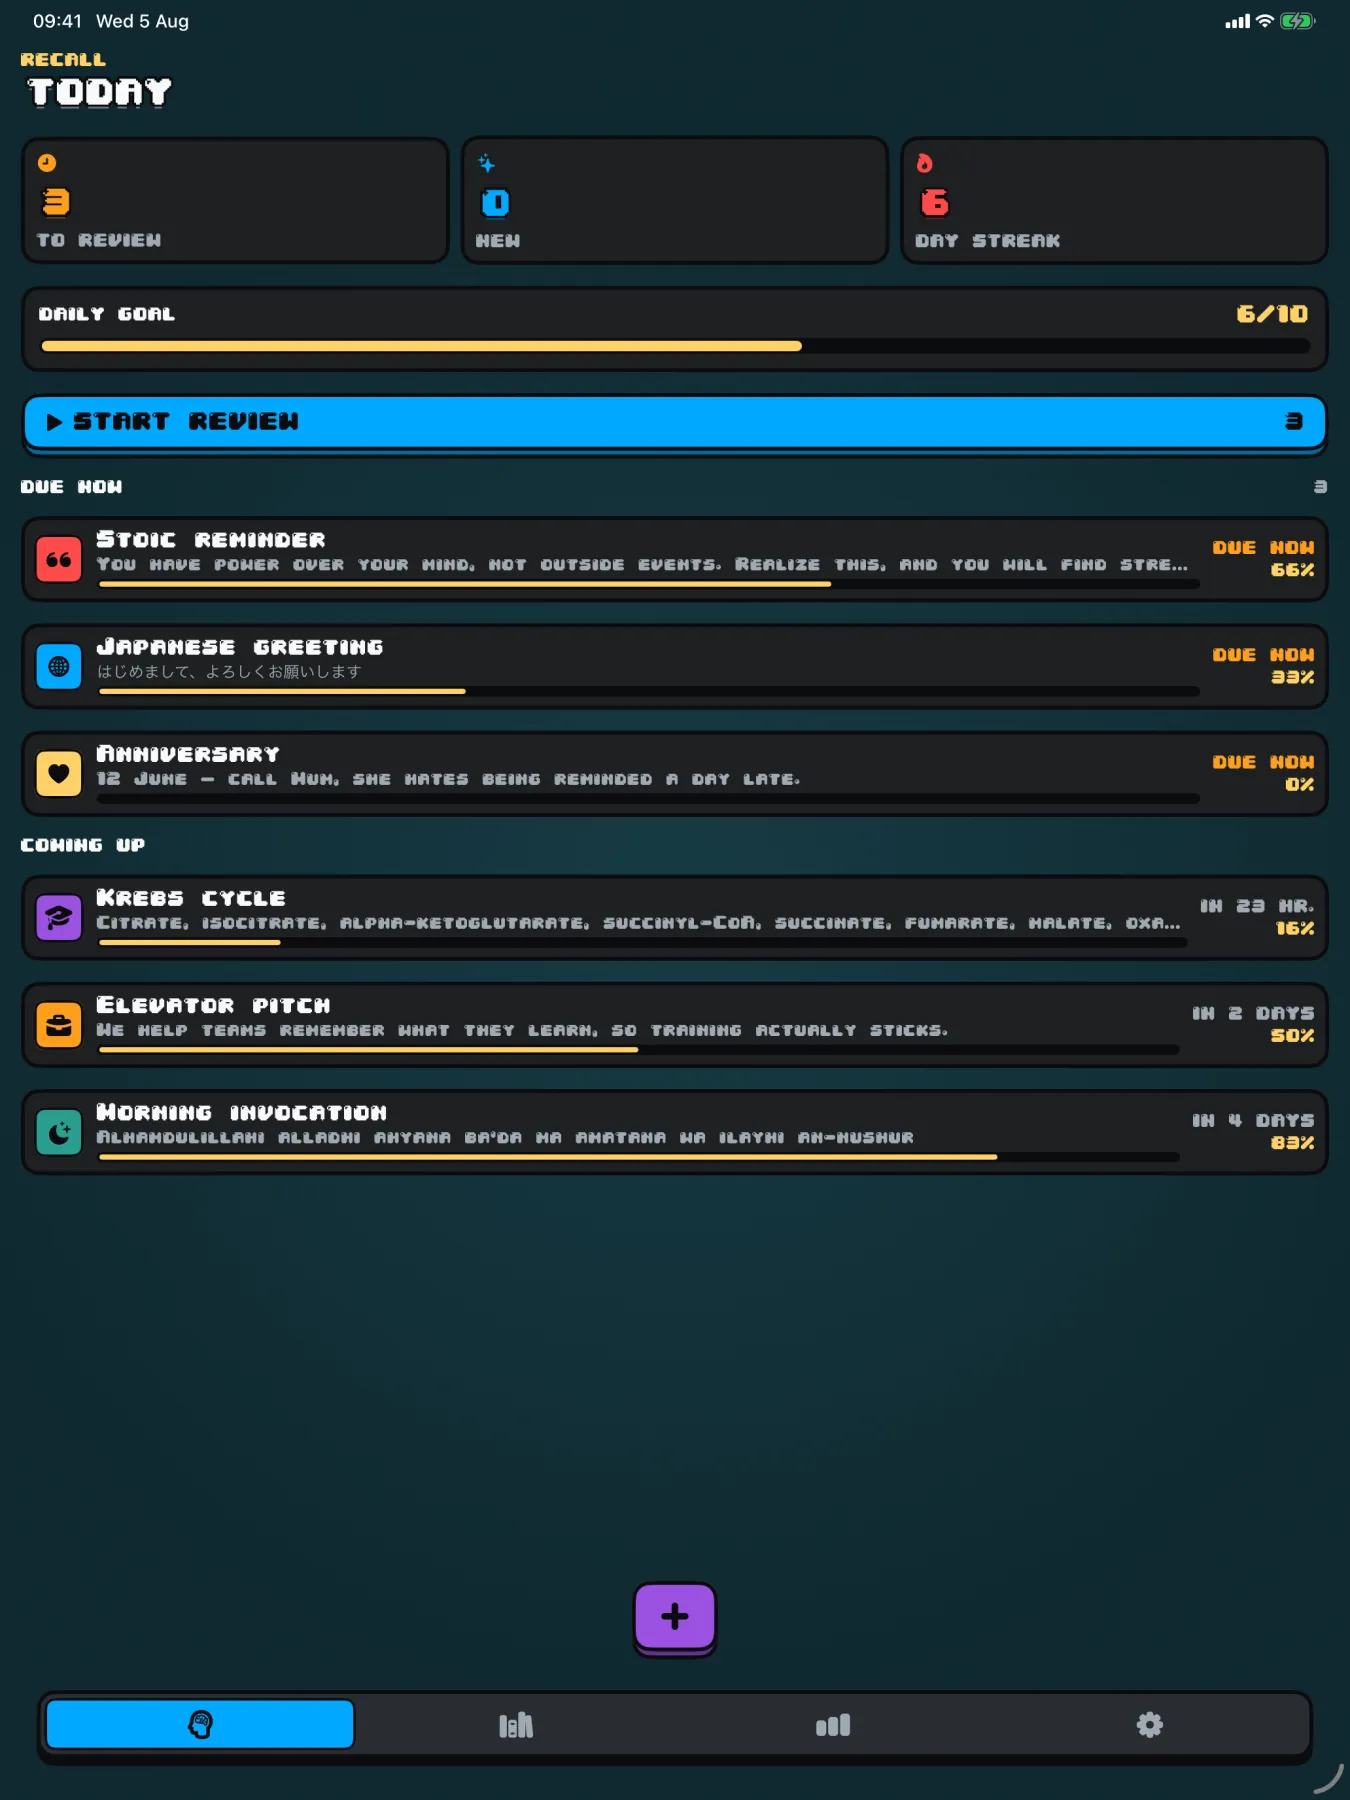 09:41 Wed 5 Aug
RECALL
TODAY
3
TO REVIEW
0
NEW
6
DAY STREAK
DAILY GOAL
6/10
START REVIEW
3
DUE NOW
3
Stoic reminder
You have power over your mind, not outside events. Realize this, and you will find stre...
DUE NOW
66%
Japanese greeting
はじめまして、よろしくお願いします
DUE NOW
33%
Anniversary
12 June — call Mum, she hates being reminded a day late.
DUE NOW
0%
COMING UP
Krebs cycle
Citrate, isocitrate, alpha-ketoglutarate, succinyl-CoA, succinate, fumarate, malate, oxa...
IN 23 HR.
16%
Elevator pitch
We help teams remember what they learn, so training actually sticks.
IN 2 DAYS
50%
Morning invocation
Alhamdulillahi alladhi ahyana ba'da ma amatana wa ilayhi an-nushur
IN 4 DAYS
83%